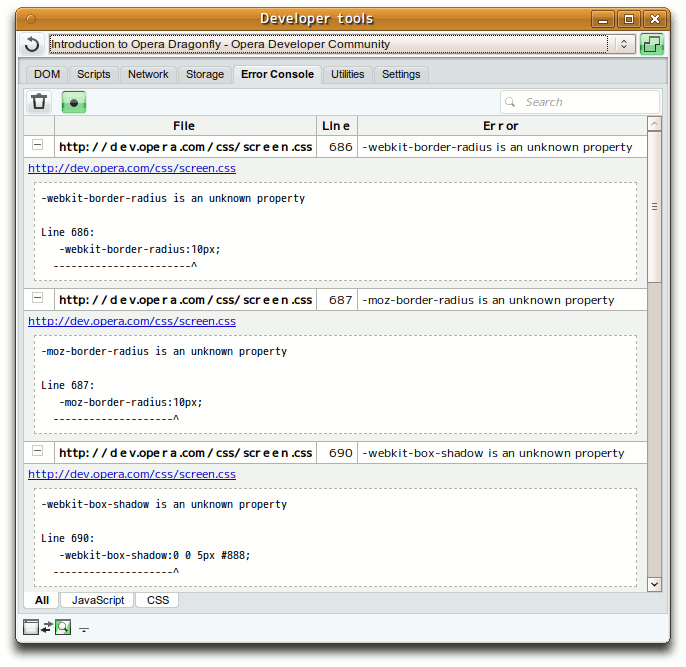 Developer tools
Introduction to Opera Dragonfly - Opera Developer Community
DOM Scripts Network Storage Error Console Utilities Settings
Search
File Line Error
http://dev.opera.com/css/screen.css 686 -webkit-border-radius is an unknown property
http://dev.opera.com/css/screen.css
-webkit-border-radius is an unknown property
Line 686:
-webkit-border-radius:10px;
-----------------------^
http://dev.opera.com/css/screen.css 687 -moz-border-radius is an unknown property
http://dev.opera.com/css/screen.css
-moz-border-radius is an unknown property
Line 687:
-moz-border-radius:10px;
--------------------^
http://dev.opera.com/css/screen.css 690 -webkit-box-shadow is an unknown property
http://dev.opera.com/css/screen.css
-webkit-box-shadow is an unknown property
Line 690:
-webkit-box-shadow:0 0 5px #888;
--------------------^
All JavaScript CSS